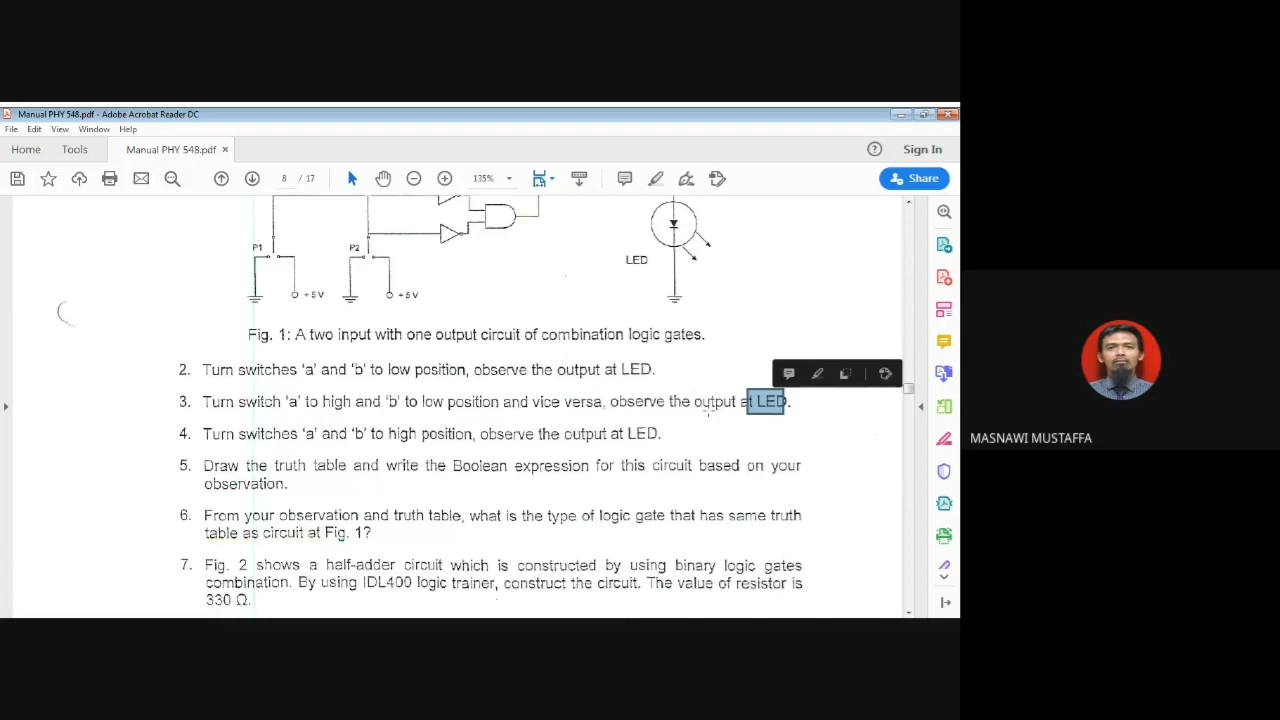 Manual PHY 548.pdf - Adobe Acrobat Reader DC
File Edit View Window Help
Home Tools Manual PHY 548.pdf × Sign In
8 / 17 135% Share
P1 P2
LED
+5V +5V
Fig. 1: A two input with one output circuit of combination logic gates.
2. Turn switches 'a' and 'b' to low position, observe the output at LED.
3. Turn switch 'a' to high and 'b' to low position and vice versa, observe the output at LED.
4. Turn switches 'a' and 'b' to high position, observe the output at LED.
5. Draw the truth table and write the Boolean expression for this circuit based on your
observation.
6. From your observation and truth table, what is the type of logic gate that has same truth
table as circuit at Fig. 1?
7. Fig. 2 shows a half-adder circuit which is constructed by using binary logic gates
combination. By using IDL400 logic trainer, construct the circuit. The value of resistor is
330 Ω.
MASNAWI MUSTAFFA